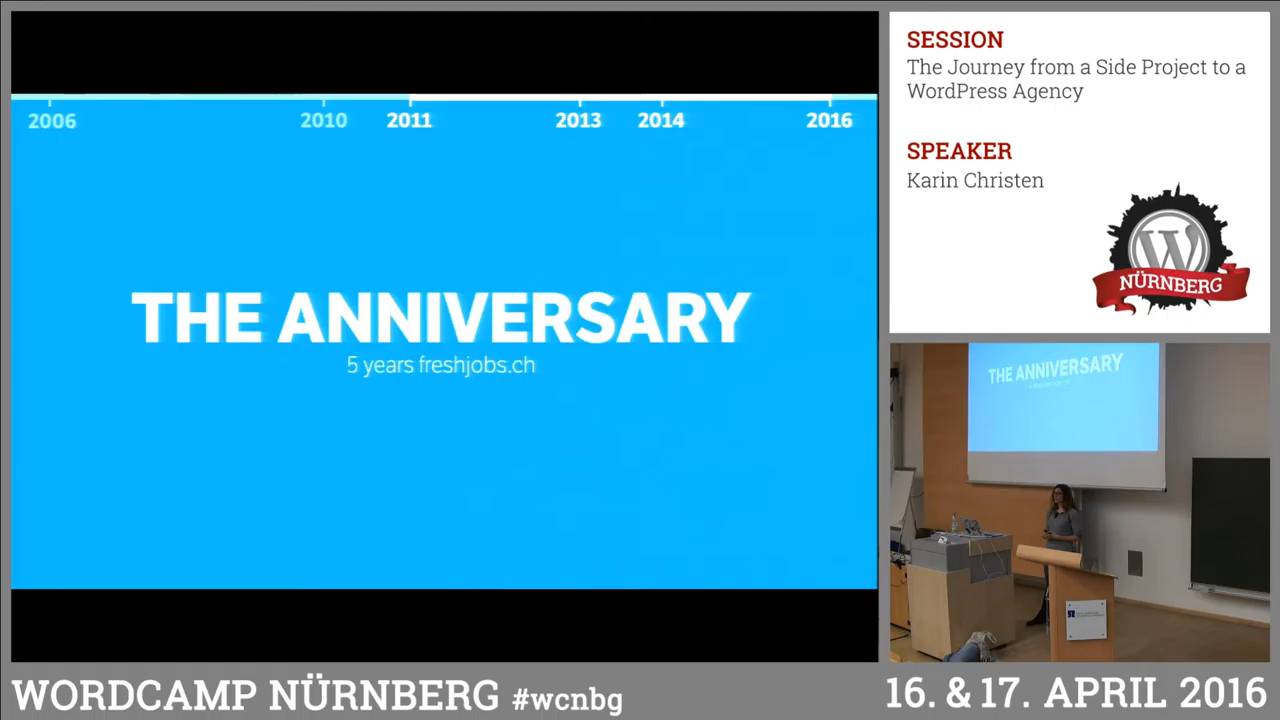 2006 2010 2011 2013 2014 2016
THE ANNIVERSARY
5 years freshjobs.ch
SESSION
The Journey from a Side Project to a
WordPress Agency
SPEAKER
Karin Christen
NÜRNBERG
THE ANNIVERSARY
WORDCAMP NÜRNBERG #wcnbg
16. & 17. APRIL 2016